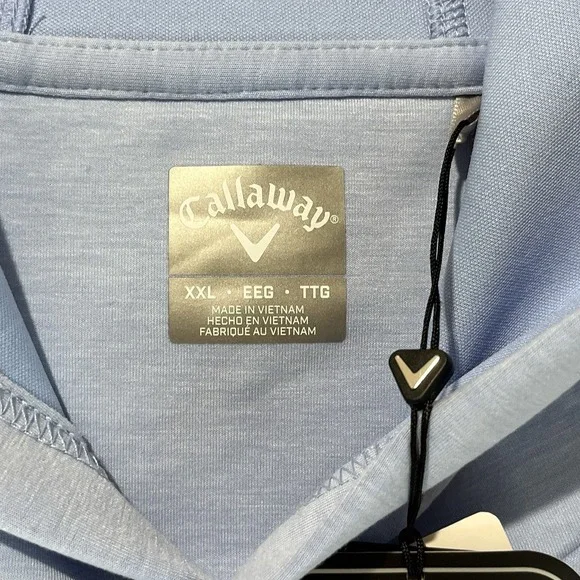 Callaway®
XXL · EEG · TTG
MADE IN VIETNAM
HECHO EN VIETNAM
FABRIQUÉ AU VIETNAM